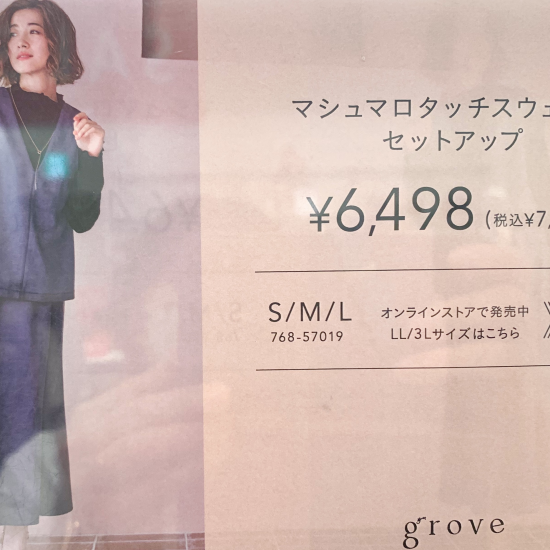 マシュマロタッチスウェ
セットアップ
¥6,498 (税込¥7,
S/M/L
768-57019
オンラインストアで発売中
LL/3Lサイズはこちら
grove